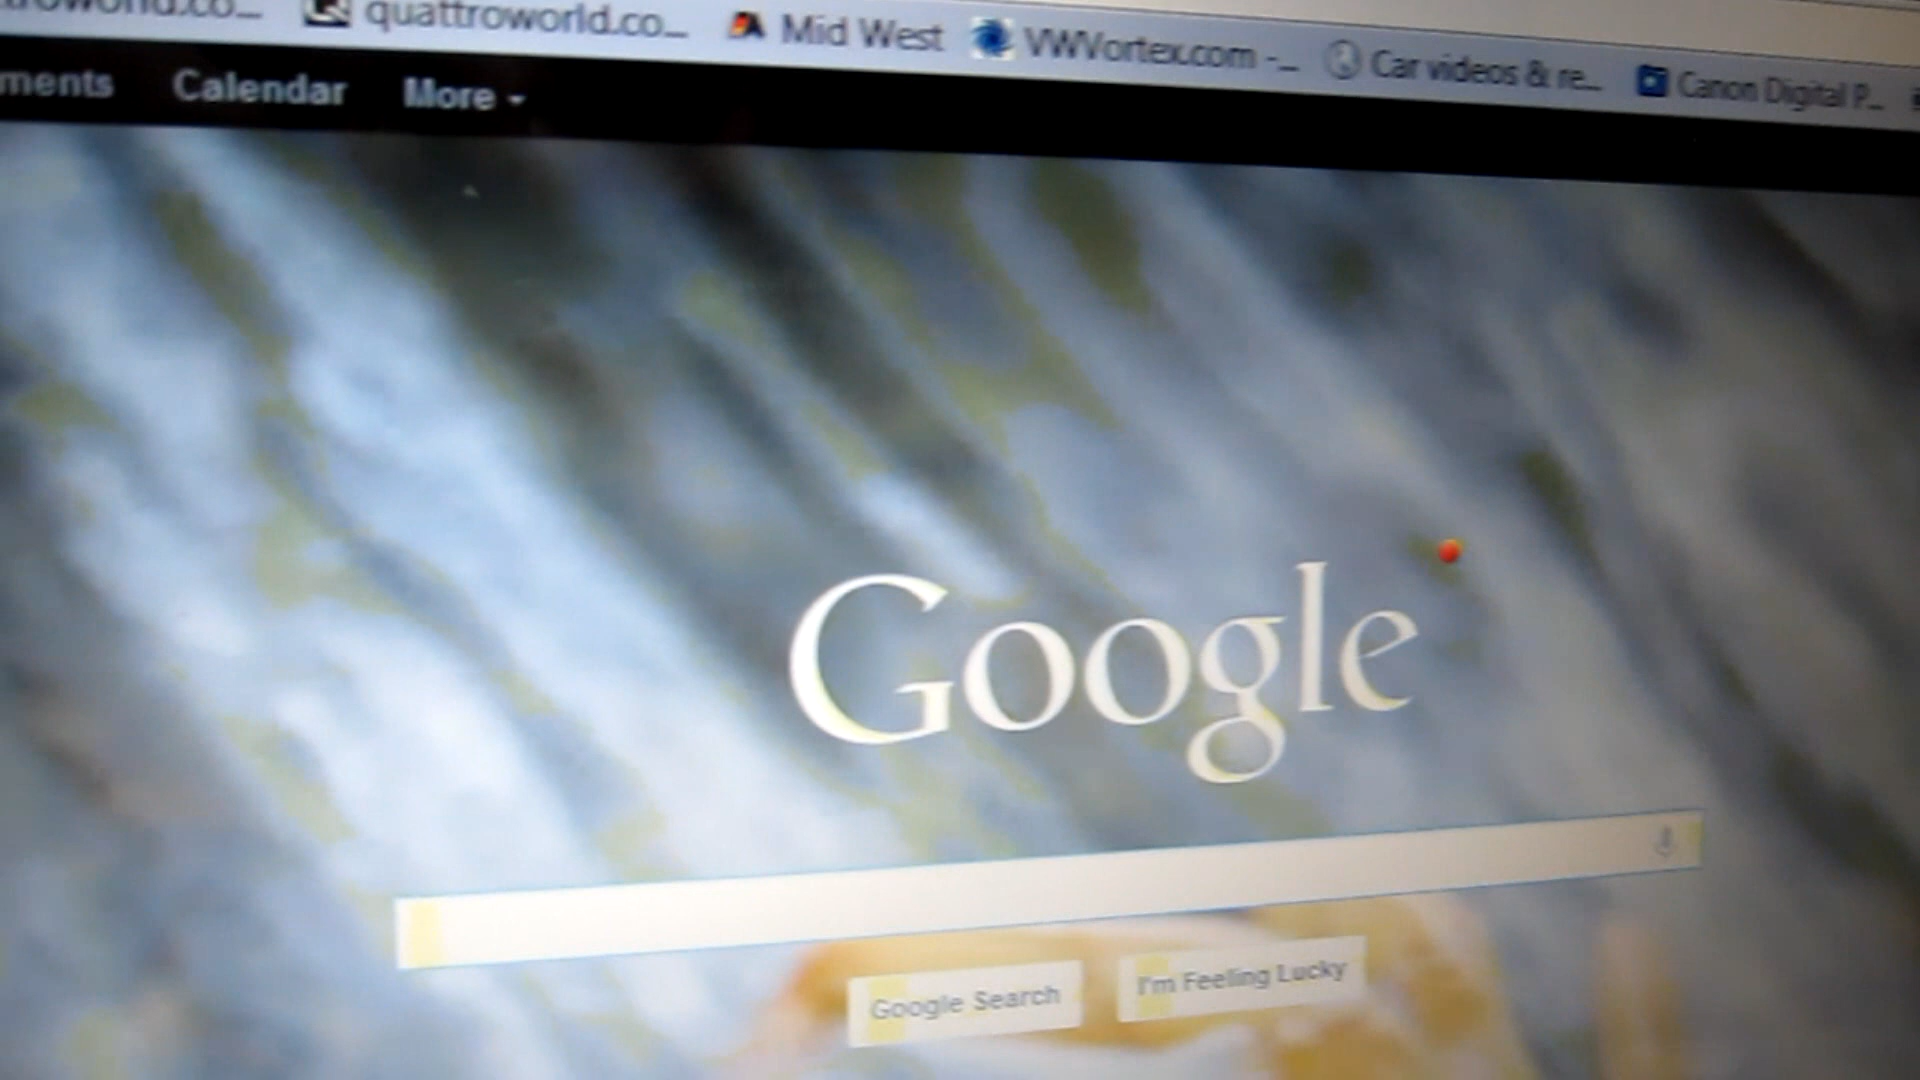 quattroworld.co... Mid West VWVortex.com -... Car videos & re... Canon Digital P...
ments Calendar More
Google
Google Search I'm Feeling Lucky